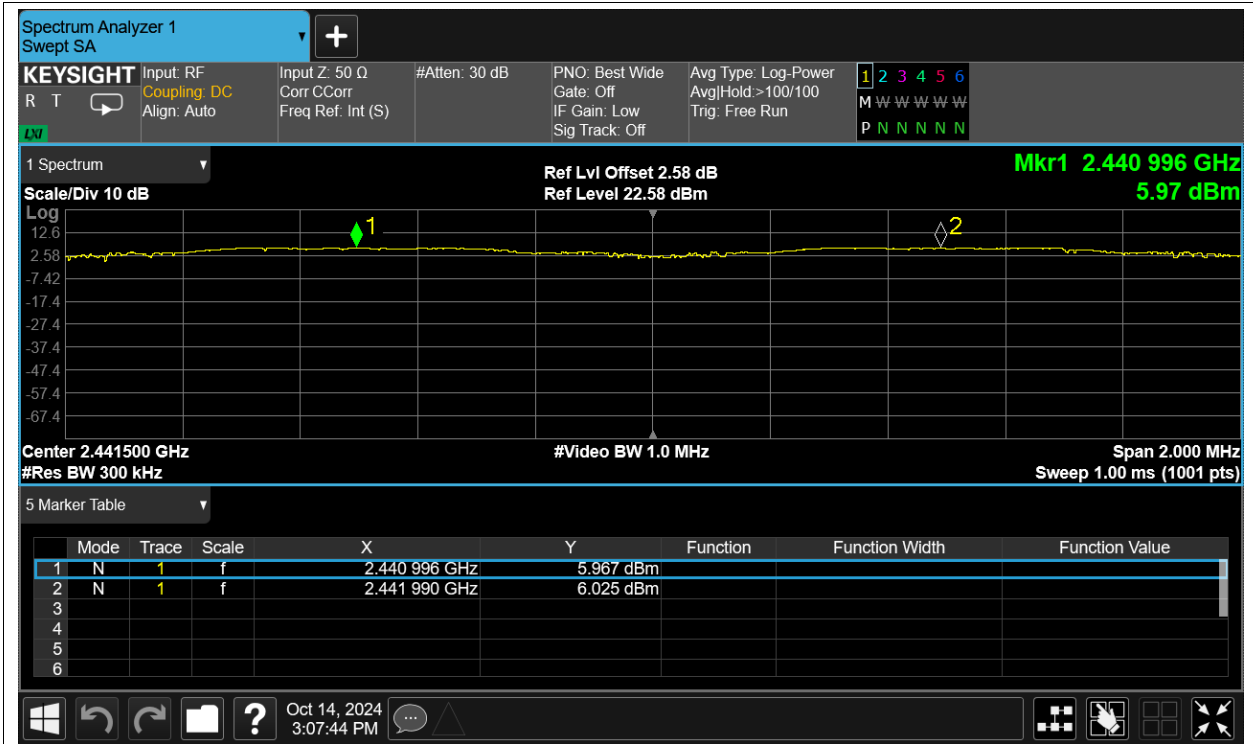 Spectrum Analyzer 1
Swept SA
+
KEYSIGHT Input: RF Input Z: 50 Ω #Atten: 30 dB PNO: Best Wide Avg Type: Log-Power 1 2 3 4 5 6
R T Coupling: DC Corr CCorr Gate: Off Avg|Hold:>100/100 M W W W W W
Align: Auto Freq Ref: Int (S) IF Gain: Low Trig: Free Run
LXI Sig Track: Off P N N N N N
1 Spectrum Ref Lvl Offset 2.58 dB Mkr1 2.440 996 GHz
Scale/Div 10 dB Ref Level 22.58 dBm 5.97 dBm
Log
1 2
12.6
2.58
-7.42
-17.4
-27.4
-37.4
-47.4
-57.4
-67.4
Center 2.441500 GHz #Video BW 1.0 MHz Span 2.000 MHz
#Res BW 300 kHz Sweep 1.00 ms (1001 pts)
5 Marker Table
Mode Trace Scale X Y Function Function Width Function Value
1 N 1 f 2.440 996 GHz 5.967 dBm
2 N 1 f 2.441 990 GHz 6.025 dBm
3
4
5
6
? Oct 14, 2024
3:07:44 PM